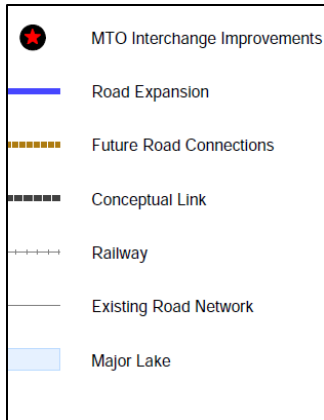 MTO Interchange Improvements
Road Expansion
Future Road Connections
Conceptual Link
Railway
Existing Road Network
Major Lake